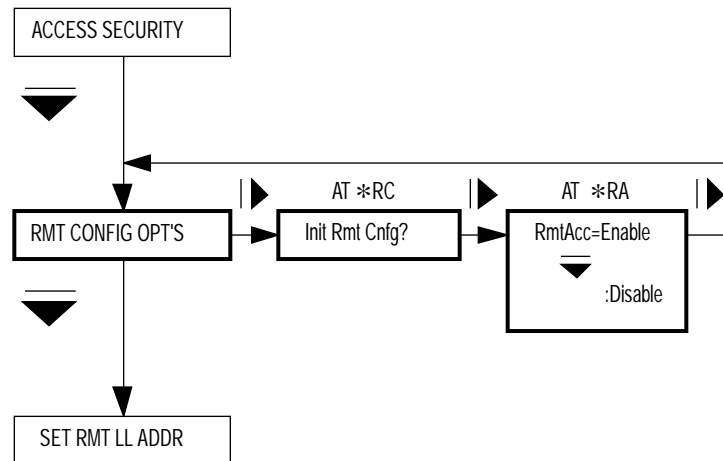 ACCESS SECURITY
AT *RC
AT *RA
RMT CONFIG OPT'S
Init Rmt Cnfg?
RmtAcc=Enable
:Disable
SET RMT LL ADDR